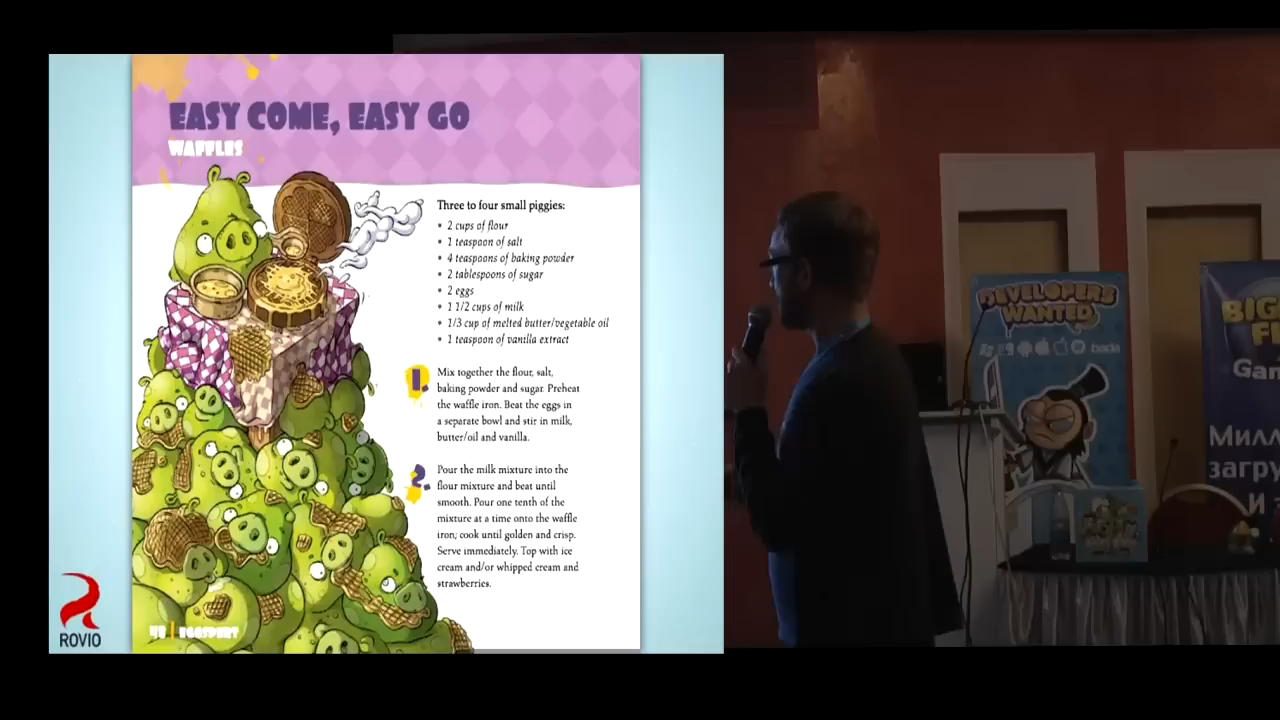 EASY COME, EASY GO
WAFFLES
Three to four small piggies:
• 2 cups of flour
• 1 teaspoon of salt
• 4 teaspoons of baking powder
• 2 tablespoons of sugar
• 2 eggs
• 1 1/2 cups of milk
• 1/3 cup of melted butter/vegetable oil
• 1 teaspoon of vanilla extract
1.
Mix together the flour, salt,
baking powder and sugar. Preheat
the waffle iron. Beat the eggs in
a separate bowl and stir in milk,
butter/oil and vanilla.
2.
Pour the milk mixture into the
flour mixture and beat until
smooth. Pour one tenth of the
mixture at a time onto the waffle
iron; cook until golden and crisp.
Serve immediately. Top with ice
cream and/or whipped cream and
strawberries.
EGGSPERT
ROVIO
DEVELOPERS
WANTED
bada
BIG
F
Gam
Милл
загру
И